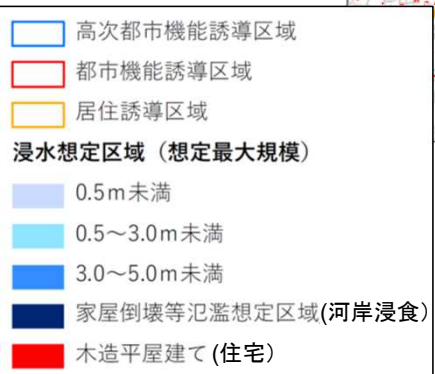 高次都市機能誘導区域
都市機能誘導区域
居住誘導区域
浸水想定区域（想定最大規模）
0.5m未満
0.5～3.0m未満
3.0～5.0m未満
家屋倒壊等氾濫想定区域(河岸浸食）
木造平屋建て(住宅）